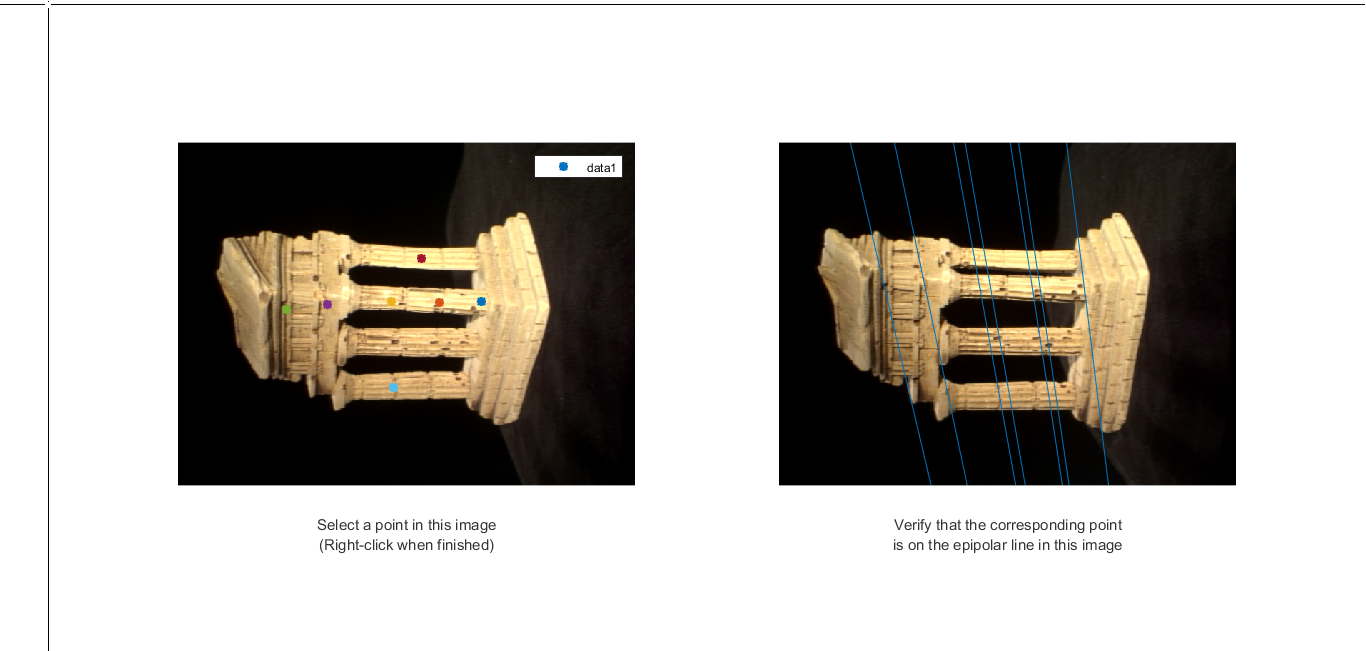 data1
Select a point in this image
(Right-click when finished)
Verify that the corresponding point
is on the epipolar line in this image